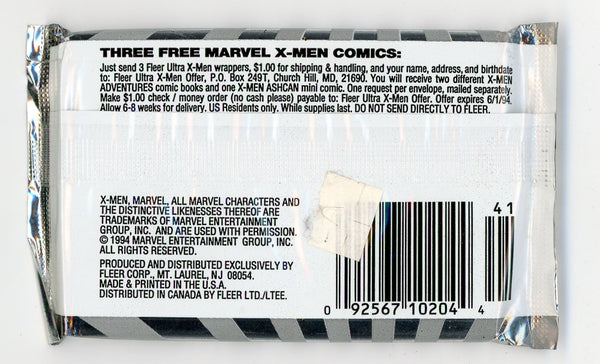 THREE FREE MARVEL X-MEN COMICS:
Just send 3 Fleer Ultra X-Men wrappers, $1.00 for shipping & handling, and your name, address, and birthdate
to: Fleer Ultra X-Men Offer, P.O. Box 249T, Church Hill, MD, 21690. You will receive two different X-MEN
ADVENTURES comic books and one X-MEN ASHCAN mini comic. One request per envelope, mailed separately.
Make $1.00 check / money order (no cash please) payable to: Fleer Ultra X-Men Offer. Offer expires 6/1/94.
Allow 6-8 weeks for delivery. US Residents only. While supplies last. DO NOT SEND DIRECTLY TO FLEER.
X-MEN, MARVEL, ALL MARVEL CHARACTERS AND
THE DISTINCTIVE LIKENESSES THEREOF ARE
TRADEMARKS OF MARVEL ENTERTAINMENT
GROUP, INC. AND ARE USED WITH PERMISSION.
© 1994 MARVEL ENTERTAINMENT GROUP, INC.
ALL RIGHTS RESERVED.
PRODUCED AND DISTRIBUTED EXCLUSIVELY BY
FLEER CORP., MT. LAUREL, NJ 08054.
MADE & PRINTED IN THE U.S.A.
DISTRIBUTED IN CANADA BY FLEER LTD./LTEE.
41
0 92567 10204 4